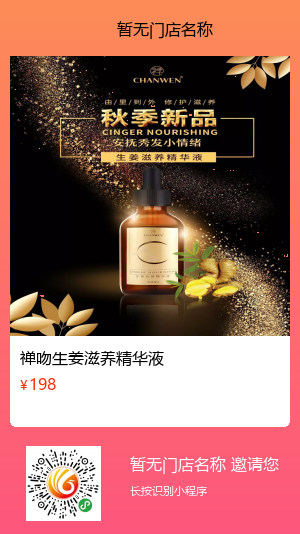 暂无门店名称
CHANWEN
由里到外 修护滋养
秋季新品
CINGER NOURISHING
安抚秀发小情绪
生姜滋养精华液
CHANWEN
禅吻生姜滋养精华液
¥198
暂无门店名称 邀请您
长按识别小程序